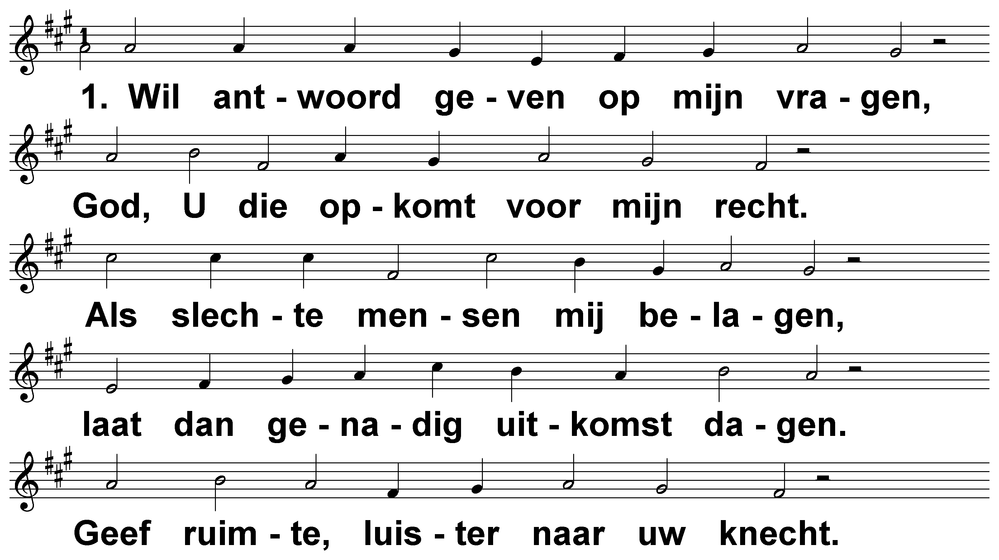 1
1. Wil ant - woord ge - ven op mijn vra - gen,
God, U die op - komt voor mijn recht.
Als slech - te men - sen mij be - la - gen,
laat dan ge - na - dig uit - komst da - gen.
Geef ruim - te, luis - ter naar uw knecht.